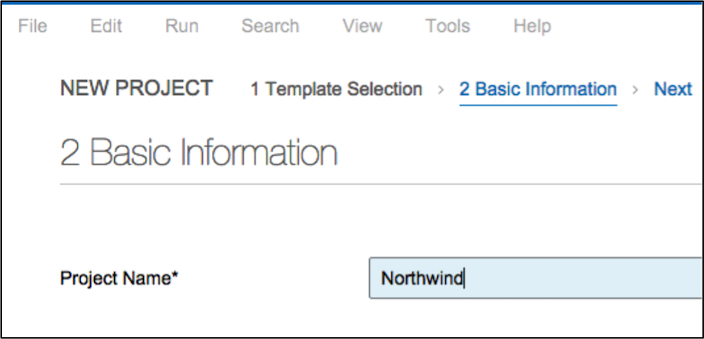 File Edit Run Search View Tools Help
NEW PROJECT 1 Template Selection > 2 Basic Information > Next
2 Basic Information
Project Name* Northwind